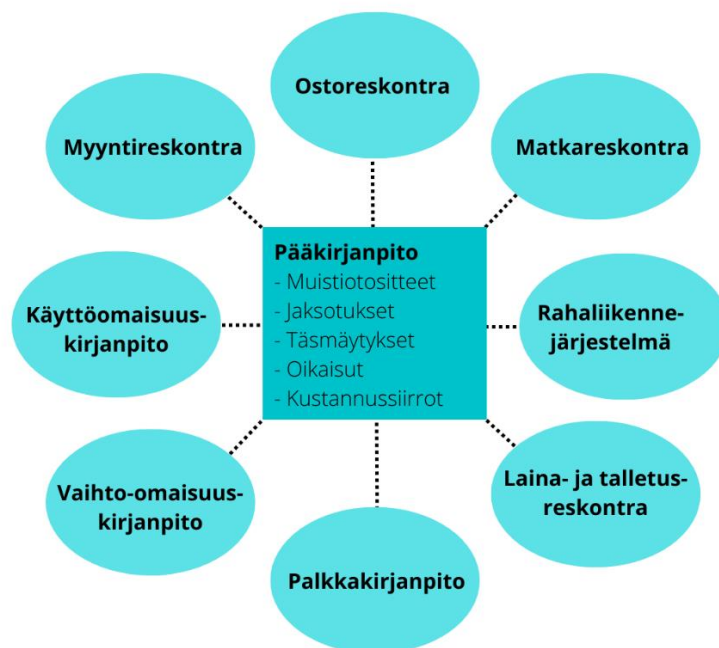 Ostoreskontra
Myyntireskontra
Matkareskontra
Pääkirjanpito
- Muistiotositteet
- Jaksotukset
- Täsmäytykset
- Oikaisut
- Kustannussiirrot
Käyttöomaisuus-
kirjanpito
Rahaliikenne-
järjestelmä
Vaihto-omaisuus-
kirjanpito
Laina- ja talletus-
reskontra
Palkkakirjanpito